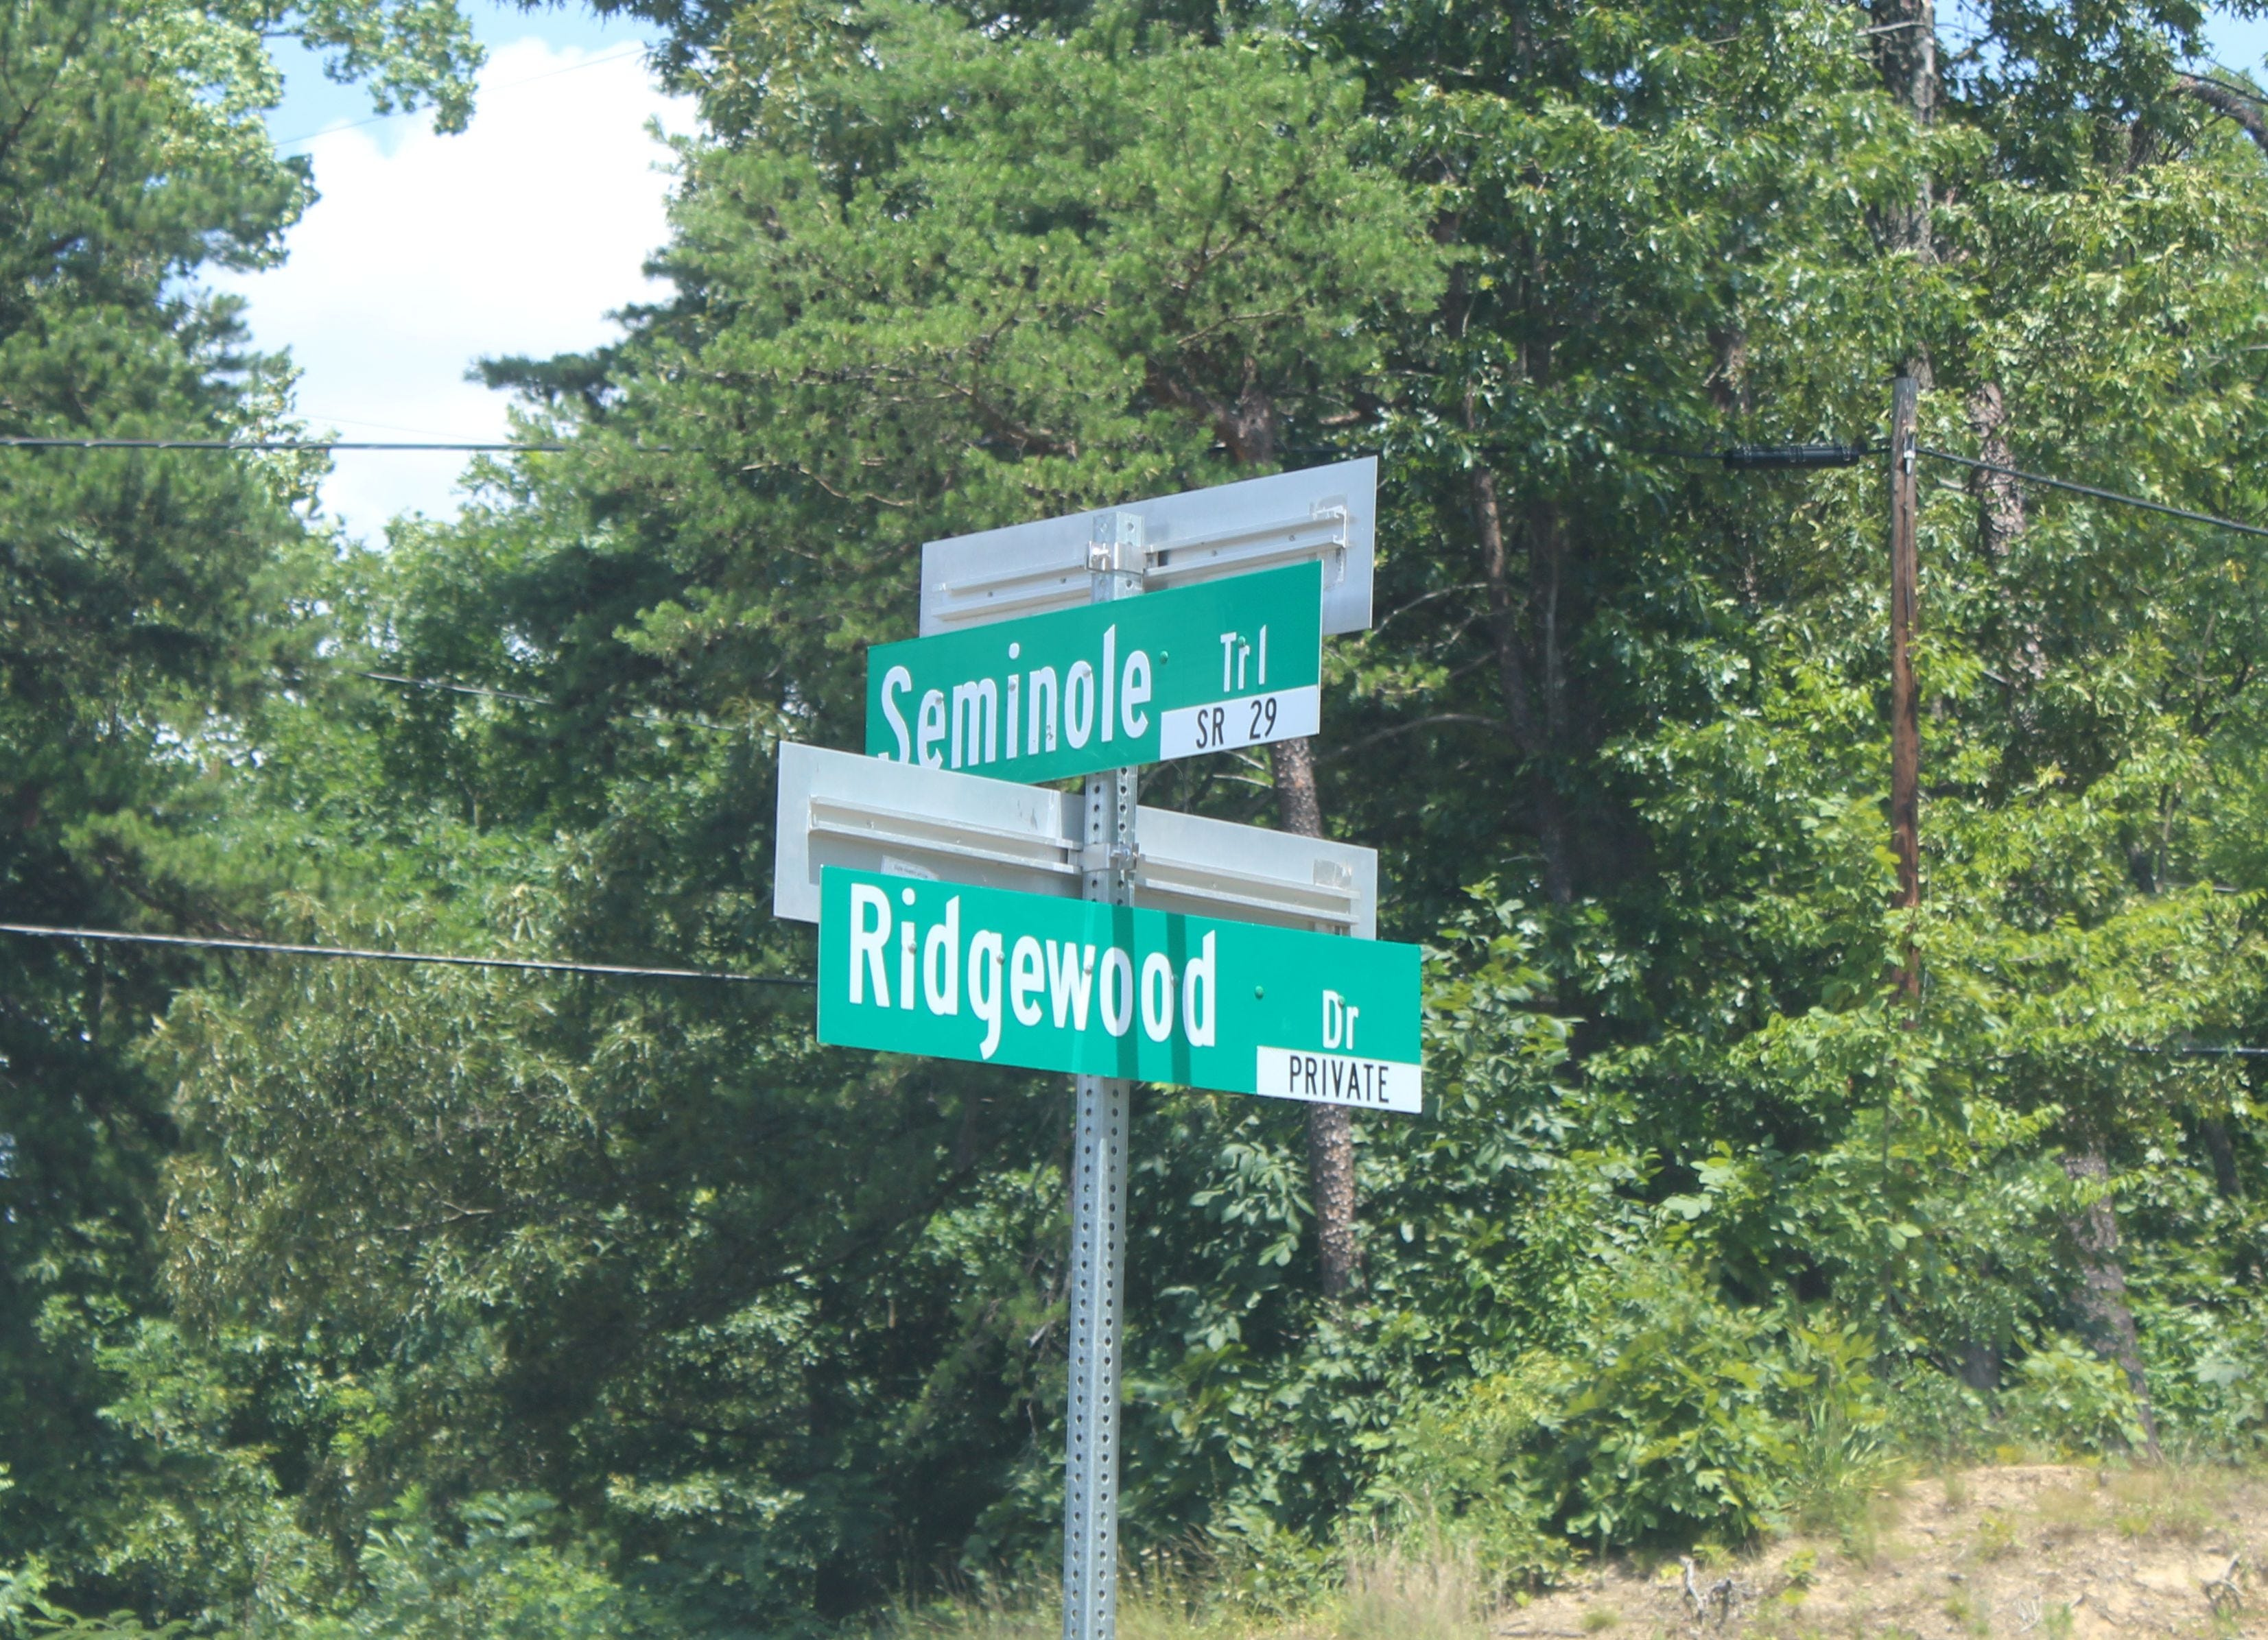 Seminole Trl
SR 29
Ridgewood Dr
PRIVATE